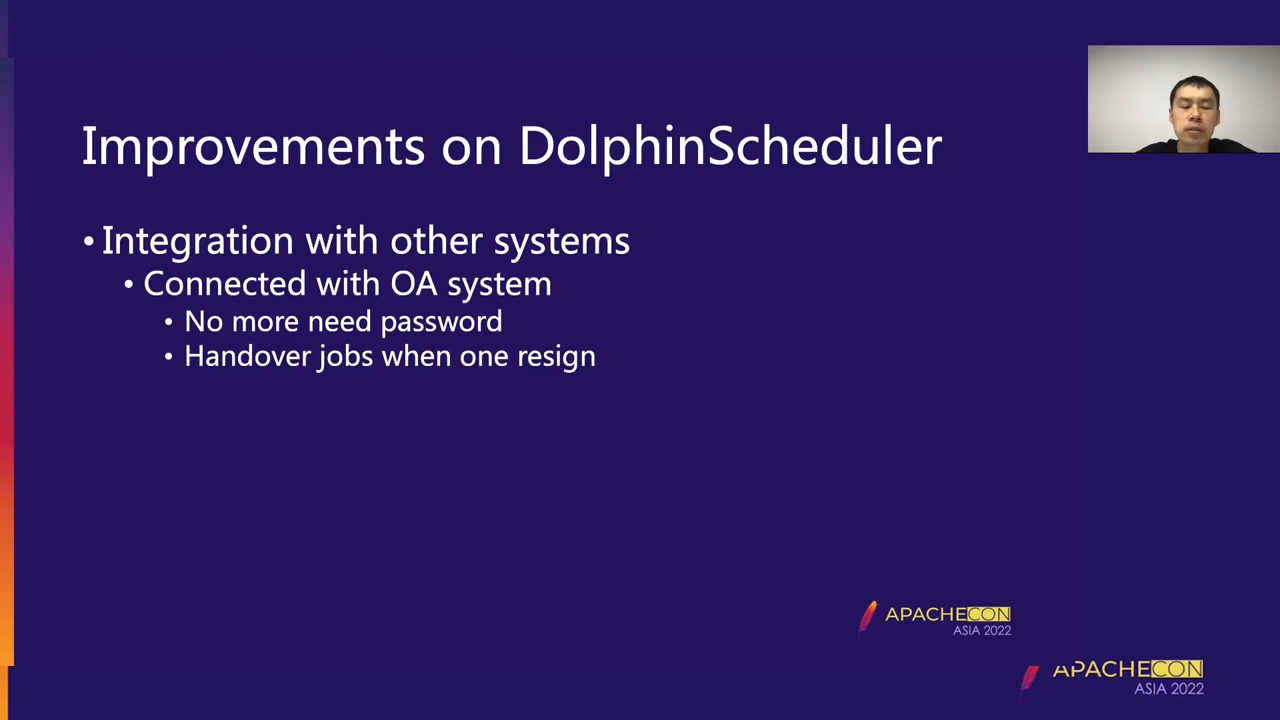 Improvements on DolphinScheduler
• Integration with other systems
• Connected with OA system
• No more need password
• Handover jobs when one resign
APACHECON
ASIA 2022
APACHECON
ASIA 2022